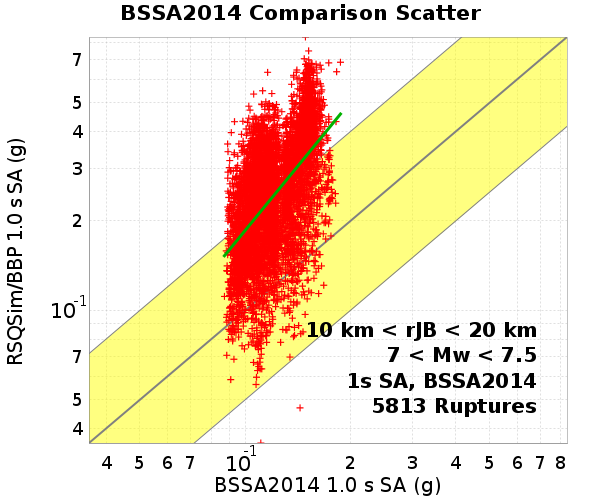 BSSA2014 Comparison Scatter
RSQSim/BBP 1.0 s SA (g)
7
5
4
3
2
10-1
7
5
4
10 km < rJB < 20 km
7 < Mw < 7.5
1s SA, BSSA2014
5813 Ruptures
4 5 6 7 10-1 2 3 4 5 6 7 8
BSSA2014 1.0 s SA (g)